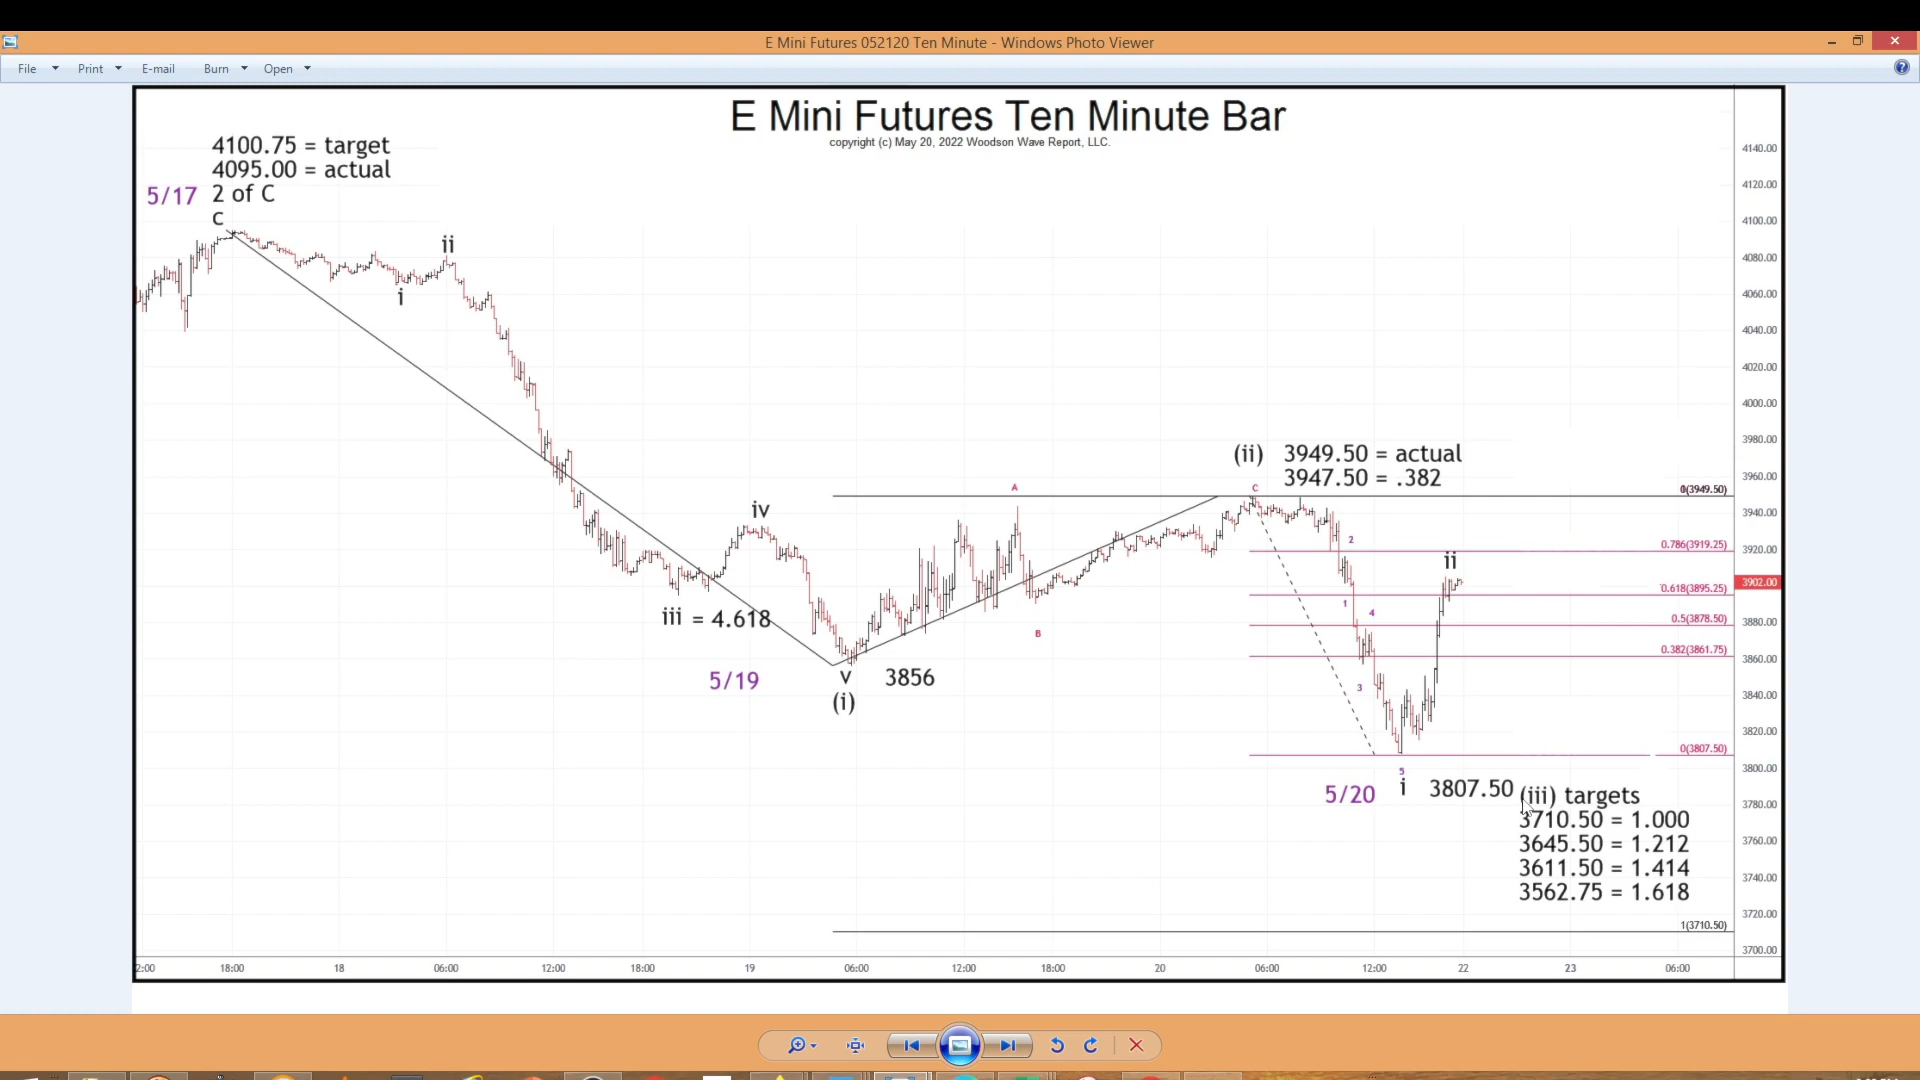 E Mini Futures 052120 Ten Minute - Windows Photo Viewer
File Print E-mail Burn Open
E Mini Futures Ten Minute Bar
copyright (c) May 20, 2022 Woodson Wave Report, LLC.
4100.75 = target
4095.00 = actual
5/17 2 of C
c
ii
i
iv
iii = 4.618
5/19
v
(i)
3856
A
B
C
(ii) 3949.50 = actual
3947.50 = .382
2
1
4
3
5
ii
5/20 i 3807.50
(iii) targets
3710.50 = 1.000
3645.50 = 1.212
3611.50 = 1.414
3562.75 = 1.618
0.786(3919.25)
0.618(3895.25)
0.5(3878.50)
0.382(3861.75)
0(3807.50)
1(3710.50)
4140.00
4120.00
4100.00
4080.00
4060.00
4040.00
4020.00
4000.00
3980.00
3960.00
3940.00
3920.00
3902.00
3880.00
3860.00
3840.00
3820.00
3800.00
3780.00
3760.00
3740.00
3720.00
3700.00
2:00 18:00 18 06:00 12:00 18:00 19 06:00 12:00 18:00 20 06:00 12:00 22 23 06:00